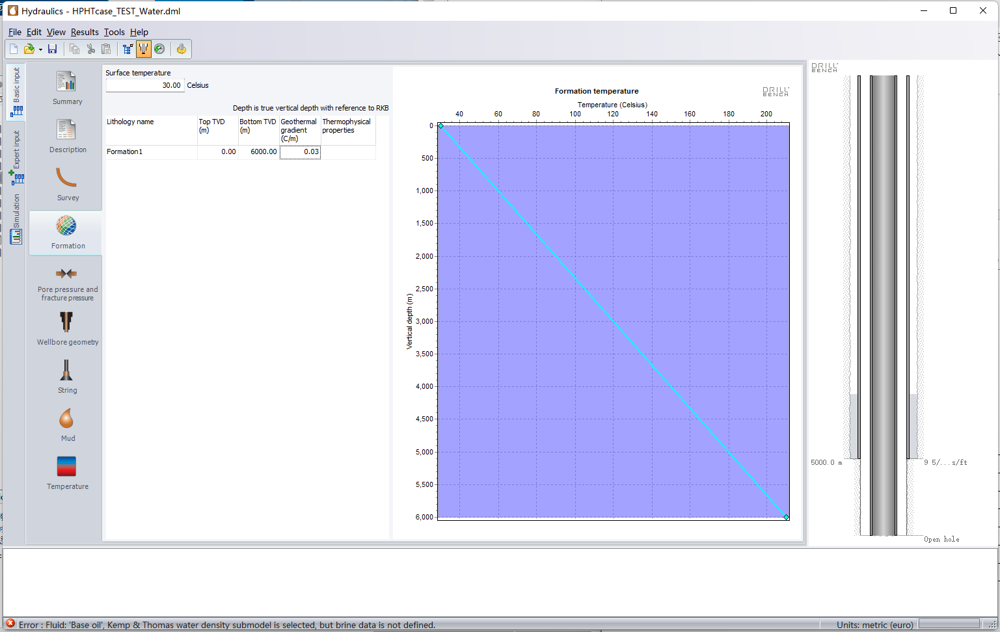 Hydraulics - HPHTcase_TEST_Water.dml
File Edit View Results Tools Help
Basic input
Expert input
Simulation
Summary
Description
Survey
Formation
Pore pressure and
fracture pressure
Wellbore geometry
String
Mud
Temperature
Surface temperature
30.00 Celsius
Depth is true vertical depth with reference to RKB
Lithology name
Top TVD
(m)
Bottom TVD
(m)
Geothermal
gradient
(C/m)
Thermophysical
properties
Formation1 0.00 6000.00 0.03
Formation temperature
DRILL
BENCH
Temperature (Celsius)
40 60 80 100 120 140 160 180 200
Vertical depth (m)
0
500
1,000
1,500
2,000
2,500
3,000
3,500
4,000
4,500
5,000
5,500
6,000
DRILL
BENCH
5000.0 m
9 5/...s/ft
Open hole
Error : Fluid: 'Base oil', Kemp & Thomas water density submodel is selected, but brine data is not defined.
Units: metric (euro)